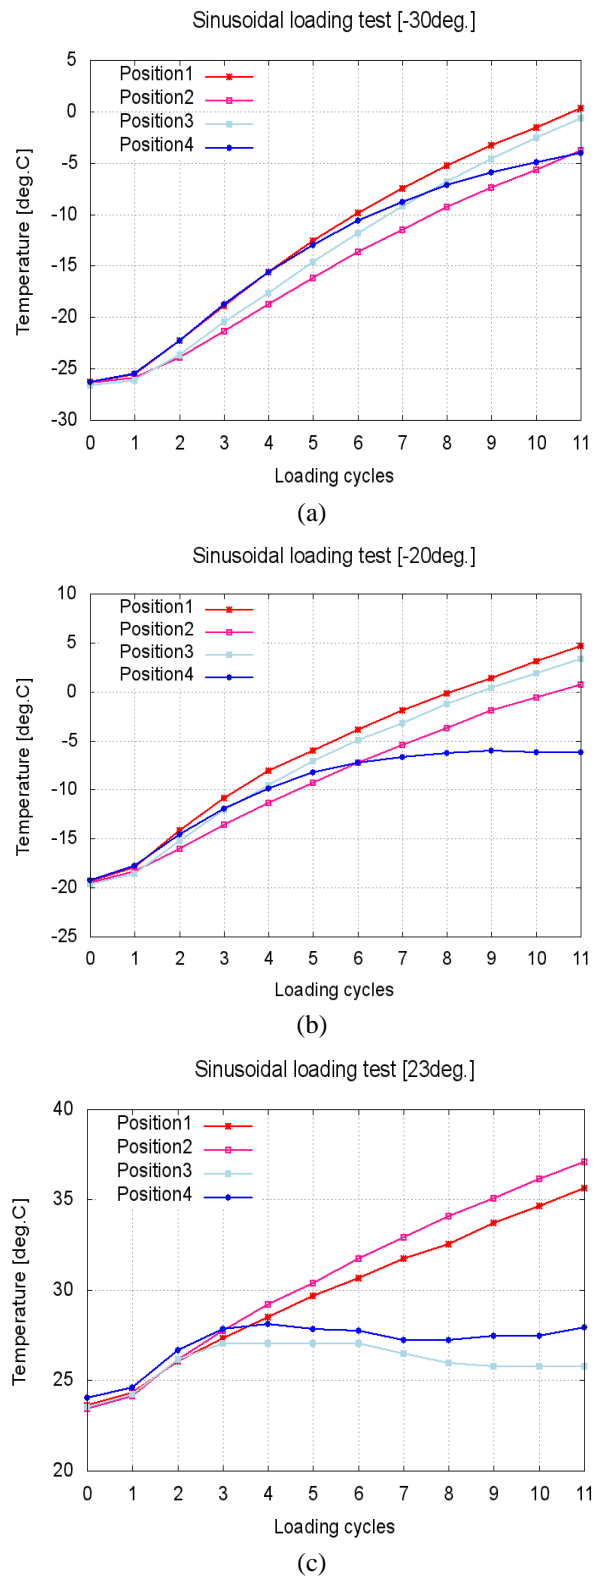 Sinusoidal loading test [-30deg.]
5
0
-5
-10
-15
-20
-25
-30
Temperature [deg.C]
Position1
Position2
Position3
Position4
0 1 2 3 4 5 6 7 8 9 10 11
Loading cycles
(a)
Sinusoidal loading test [-20deg.]
10
5
0
-5
-10
-15
-20
-25
Temperature [deg.C]
Position1
Position2
Position3
Position4
0 1 2 3 4 5 6 7 8 9 10 11
Loading cycles
(b)
Sinusoidal loading test [23deg.]
40
35
30
25
20
Temperature [deg.C]
Position1
Position2
Position3
Position4
0 1 2 3 4 5 6 7 8 9 10 11
Loading cycles
(c)